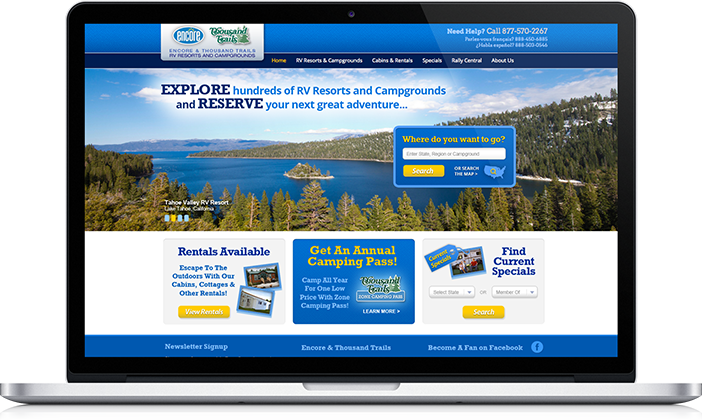 encore
Thousand Trails
ENCORE & THOUSAND TRAILS
RV RESORTS AND CAMPGROUNDS
Need Help? Call 877-570-2267
Parlez-vous français? 888-450-6885
¿Habla español? 888-503-0546
Home RV Resorts & Campgrounds Cabins & Rentals Specials Rally Central About Us
EXPLORE hundreds of RV Resorts and Campgrounds
and RESERVE your next great adventure...
Where do you want to go?
Enter State, Region or Campground
Search
OR SEARCH
THE MAP >
Tahoe Valley RV Resort
Lake Tahoe, California
Rentals Available
Escape To The
Outdoors With Our
Cabins, Cottages &
Other Rentals!
View Rentals
Get An Annual
Camping Pass!
Camp All Year
For One Low
Price With Zone
Camping Pass!
Thousand
Trails
ZONE CAMPING PASS
LEARN MORE >
Current
Specials
Find
Current
Specials
Select State OR Member Of
Search
Newsletter Signup
Encore & Thousand Trails
Become A Fan on Facebook f